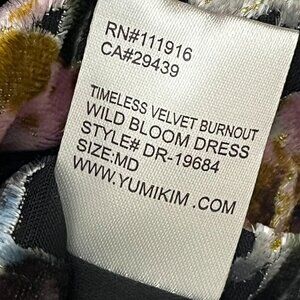 RN#111916
CA#29439
TIMELESS VELVET BURNOUT
WILD BLOOM DRESS
STYLE# DR-19684
SIZE:MD
WWW.YUMIKIM .COM